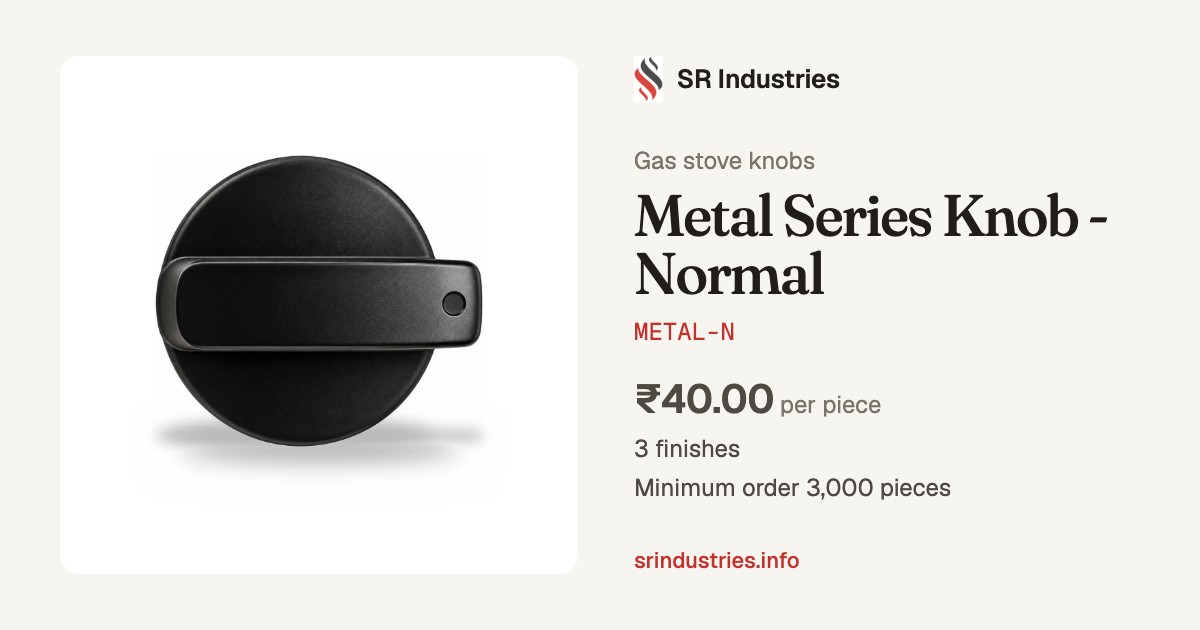 SR Industries
Gas stove knobs
Metal Series Knob -
Normal
METAL-N
₹40.00 per piece
3 finishes
Minimum order 3,000 pieces
srindustries.info